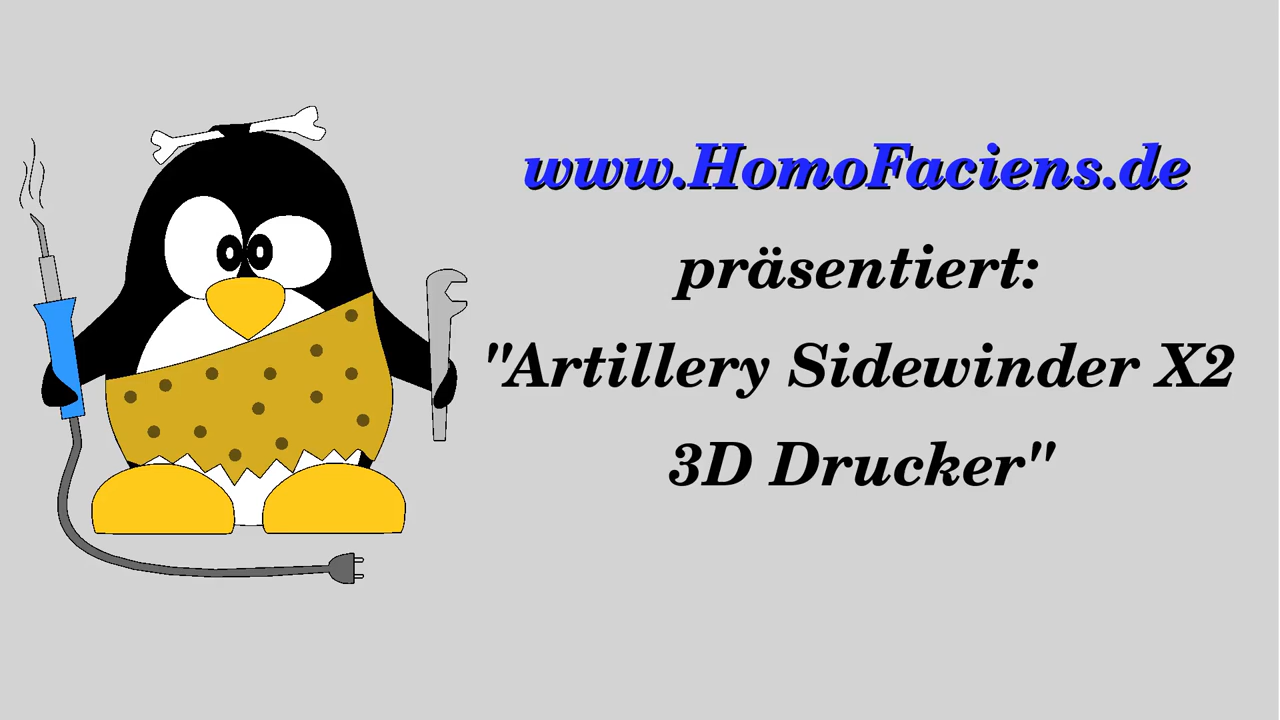 www.HomoFaciens.de
präsentiert:
"Artillery Sidewinder X2
3D Drucker"